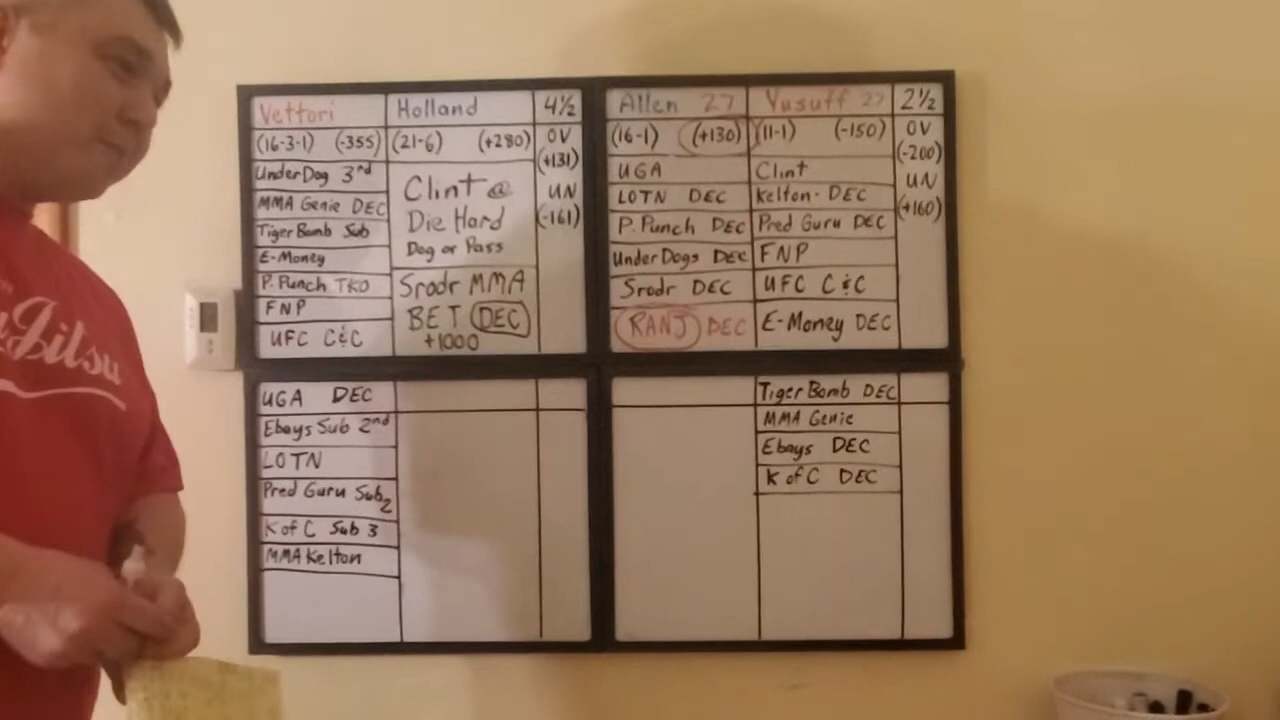 Vettori
(16-3-1) (-355)
UnderDog 3rd
MMA Genie DEC
TigerBomb Sub
E-Money
P. Punch TKO
FNP
UFC C&C
Holland
(21-6) (+280)
Clint @
Die Hard
Dog or Pass
Srodr MMA
BET DEC
+1000
4½
OV
(+131)
UN
(-161)
Allen 27
(16-1) (+130)
UGA
LOTN DEC
P. Punch DEC
UnderDogs DEC
Srodr DEC
RANJ DEC
Yusuff 27
(11-1) (-150)
Clint
Kelton- DEC
Pred Guru DEC
FNP
UFC C&C
E-Money DEC
2½
OV
(-200)
UN
(+160)
UGA DEC
Ebays Sub 2nd
LOTN
Pred Guru Sub 2
K of C Sub 3
MMA Kelton
Tiger Bomb DEC
MMA Genie
Ebays DEC
K of C DEC